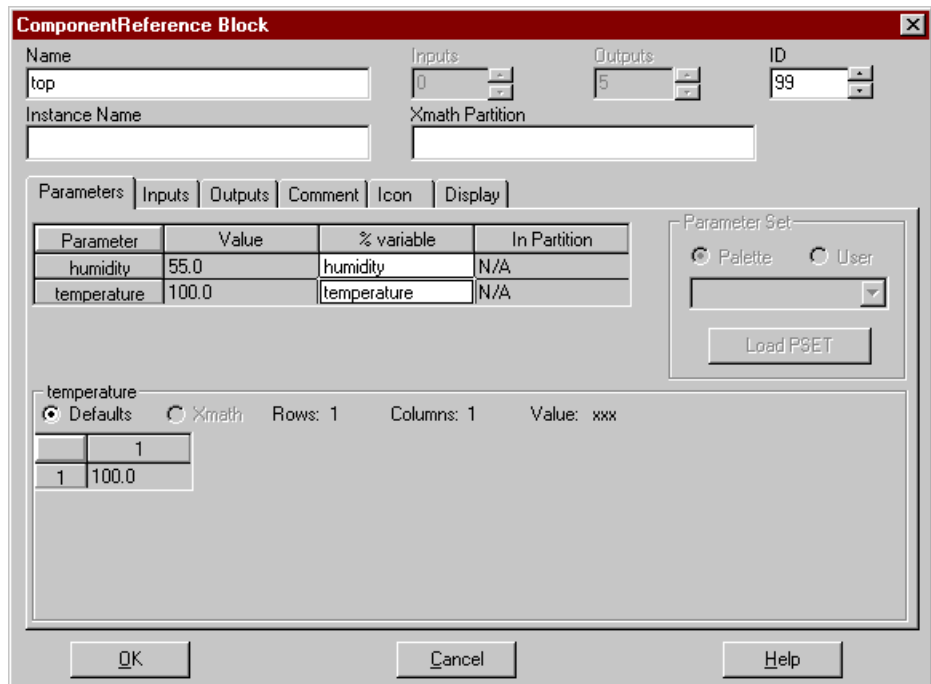 ComponentReference Block
Name Inputs Outputs ID
top 0 5 99
Instance Name Xmath Partition
Parameters Inputs Outputs Comment Icon Display
Parameter Value % variable In Partition
humidity 55.0 humidity N/A
temperature 100.0 temperature N/A
Parameter Set
Palette User
Load PSET
temperature
Defaults Xmath Rows: 1 Columns: 1 Value: xxx
1
1 100.0
OK Cancel Help